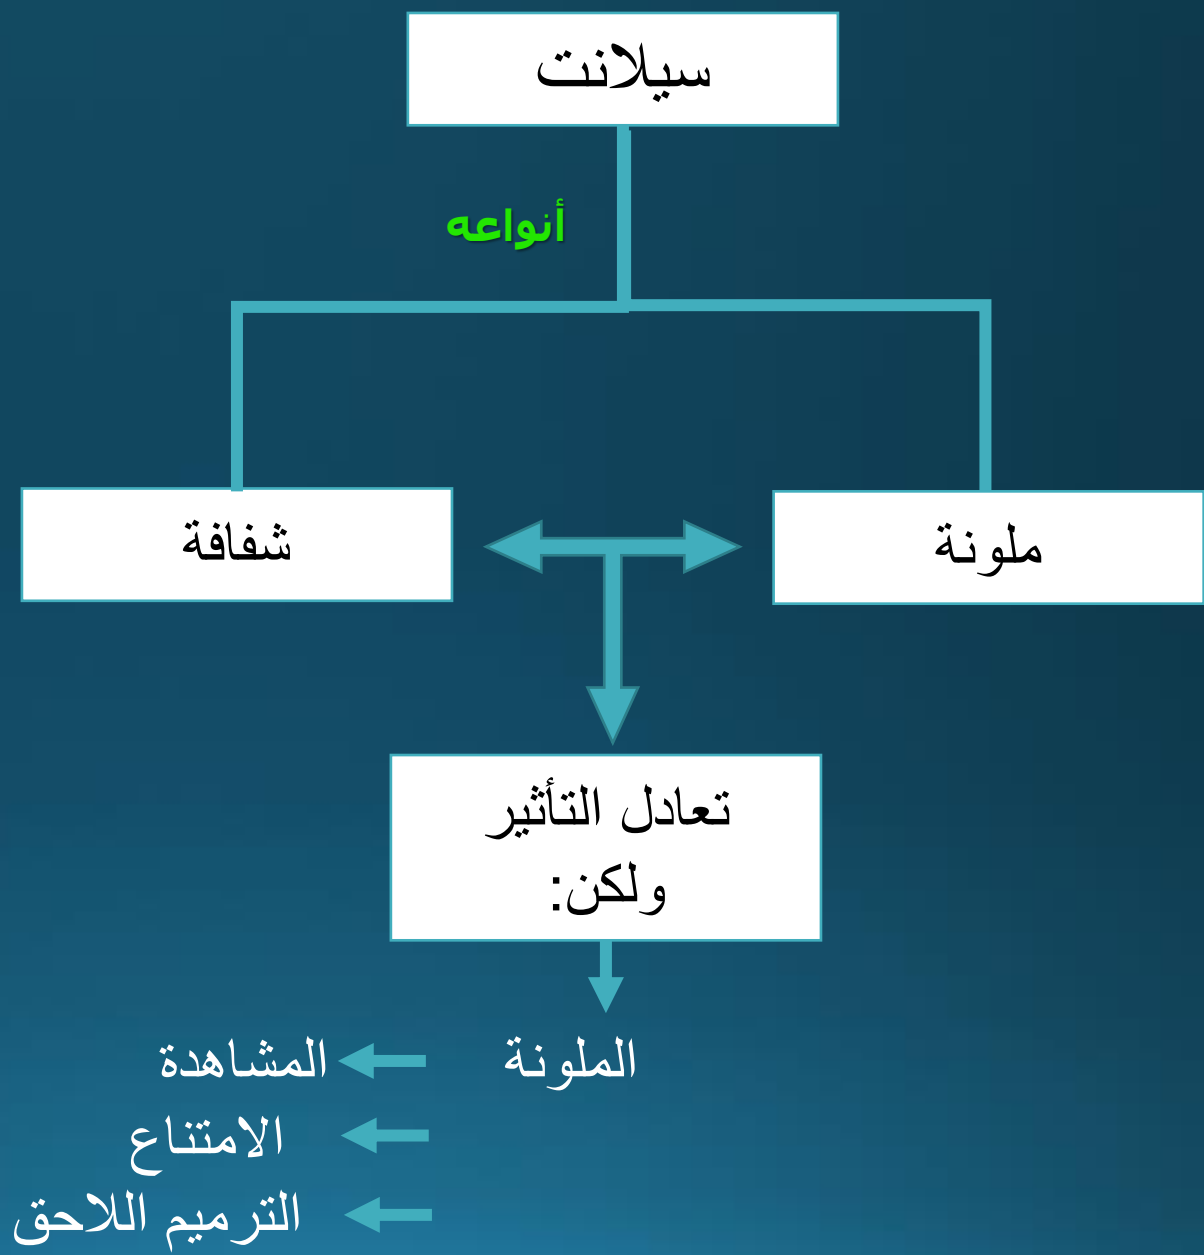 سيلانت
أنواعه
ملونة
شفافة
تعادل التأثير
ولكن:
الملونة
المشاهدة
الامتناع
الترميم اللاحق